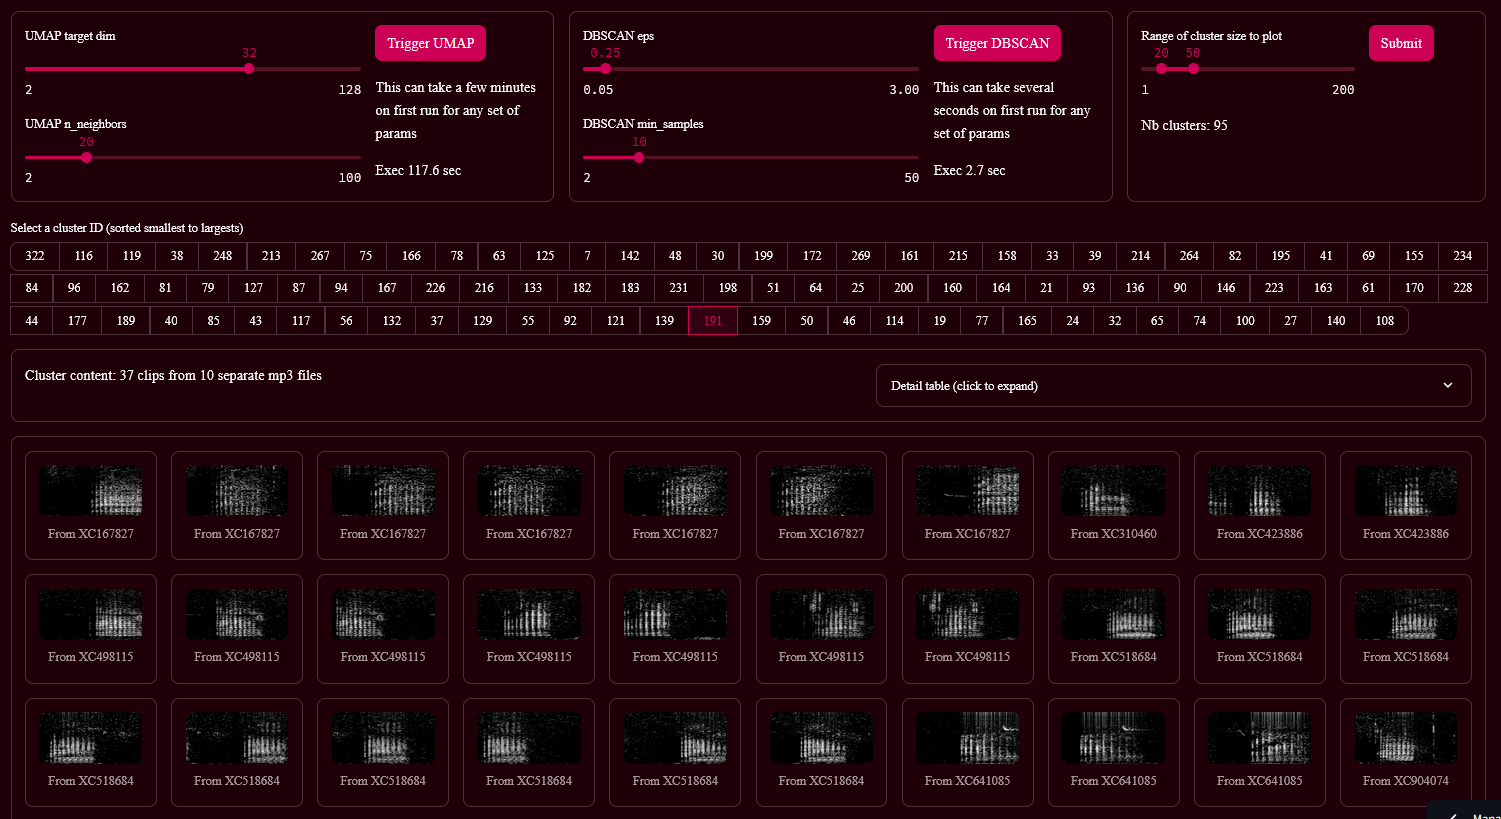 UMAP target dim
32
2 128
UMAP n_neighbors
20
2 100
Trigger UMAP
This can take a few minutes
on first run for any set of
params
Exec 117.6 sec
DBSCAN eps
0.25
0.05 3.00
DBSCAN min_samples
10
2 50
Trigger DBSCAN
This can take several
seconds on first run for any
set of params
Exec 2.7 sec
Range of cluster size to plot
20 50
1 200
Nb clusters: 95
Submit
Select a cluster ID (sorted smallest to largests)
322 116 119 38 248 213 267 75 166 78 63 125 7 142 48 30 199 172 269 161 215 158 33 39 214 264 82 195 41 69 155 234
84 96 162 81 79 127 87 94 167 226 216 133 182 183 231 198 51 64 25 200 160 164 21 93 136 90 146 223 163 61 170 228
44 177 189 40 85 43 117 56 132 37 129 55 92 121 139 191 159 50 46 114 19 77 165 24 32 65 74 100 27 140 108
Cluster content: 37 clips from 10 separate mp3 files
Detail table (click to expand)
From XC167827 From XC167827 From XC167827 From XC167827 From XC167827 From XC167827 From XC167827 From XC310460 From XC423886 From XC423886
From XC498115 From XC498115 From XC498115 From XC498115 From XC498115 From XC498115 From XC498115 From XC518684 From XC518684 From XC518684
From XC518684 From XC518684 From XC518684 From XC518684 From XC518684 From XC518684 From XC641085 From XC641085 From XC641085 From XC904074